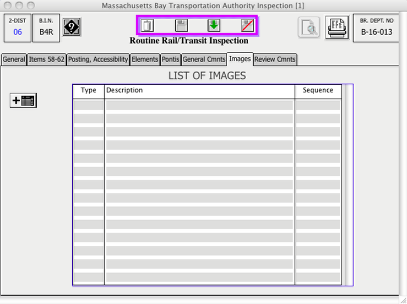 Massachusetts Bay Transportation Authority Inspection [1]
2-DIST
06
B.I.N.
B4R
BR. DEPT. NO
B-16-013
Routine Rail/Transit Inspection
General
Items 58-62
Posting, Accessibility
Elements
Pontis
General Cmnts
Images
Review Cmnts
LIST OF IMAGES
Type
Description
Sequence